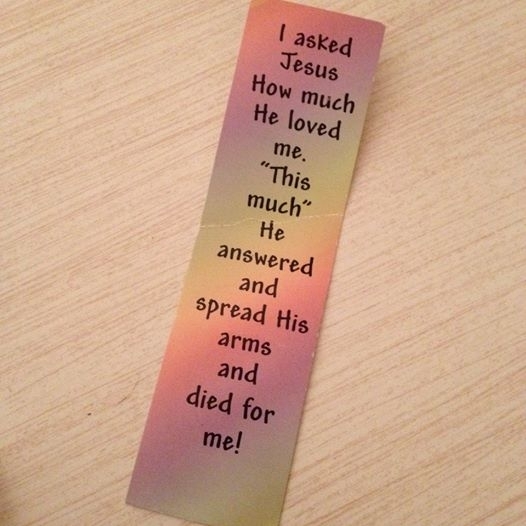 I asked
Jesus
How much
He loved
me.
"This
much"
He
answered
and
spread His
arms
and
died for
me!